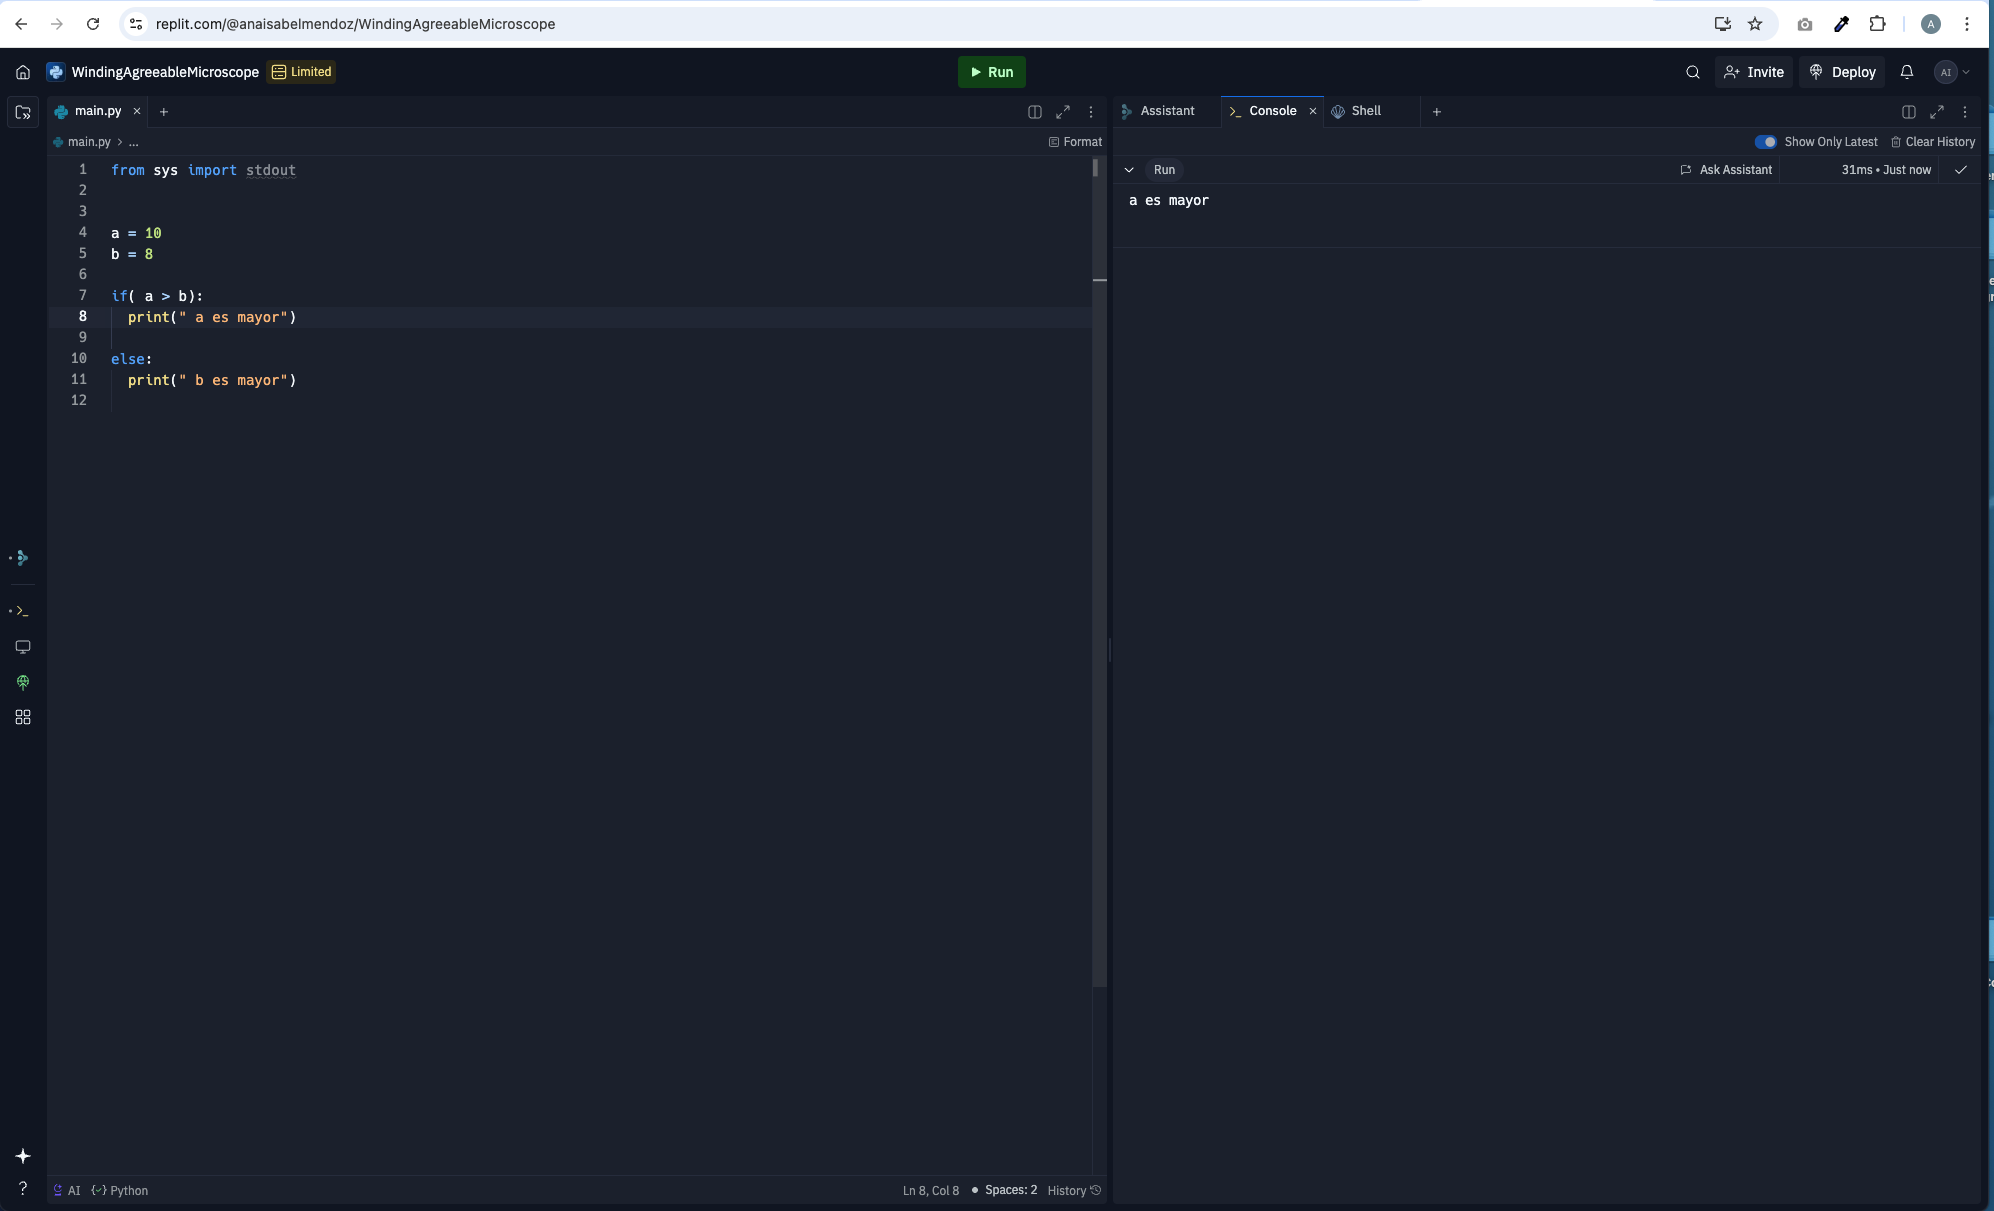 replit.com/@anaisabelmendoz/WindingAgreeableMicroscope
A
WindingAgreeableMicroscope Limited
Run
Invite Deploy AI
main.py
Assistant Console Shell
main.py > ...
Format
Show Only Latest Clear History
Run Ask Assistant 31ms • Just now
a es mayor
1 from sys import stdout
2
3
4 a = 10
5 b = 8
6
7 if( a > b):
8 print(" a es mayor")
9
10 else:
11 print(" b es mayor")
12
AI Python
Ln 8, Col 8 • Spaces: 2 History